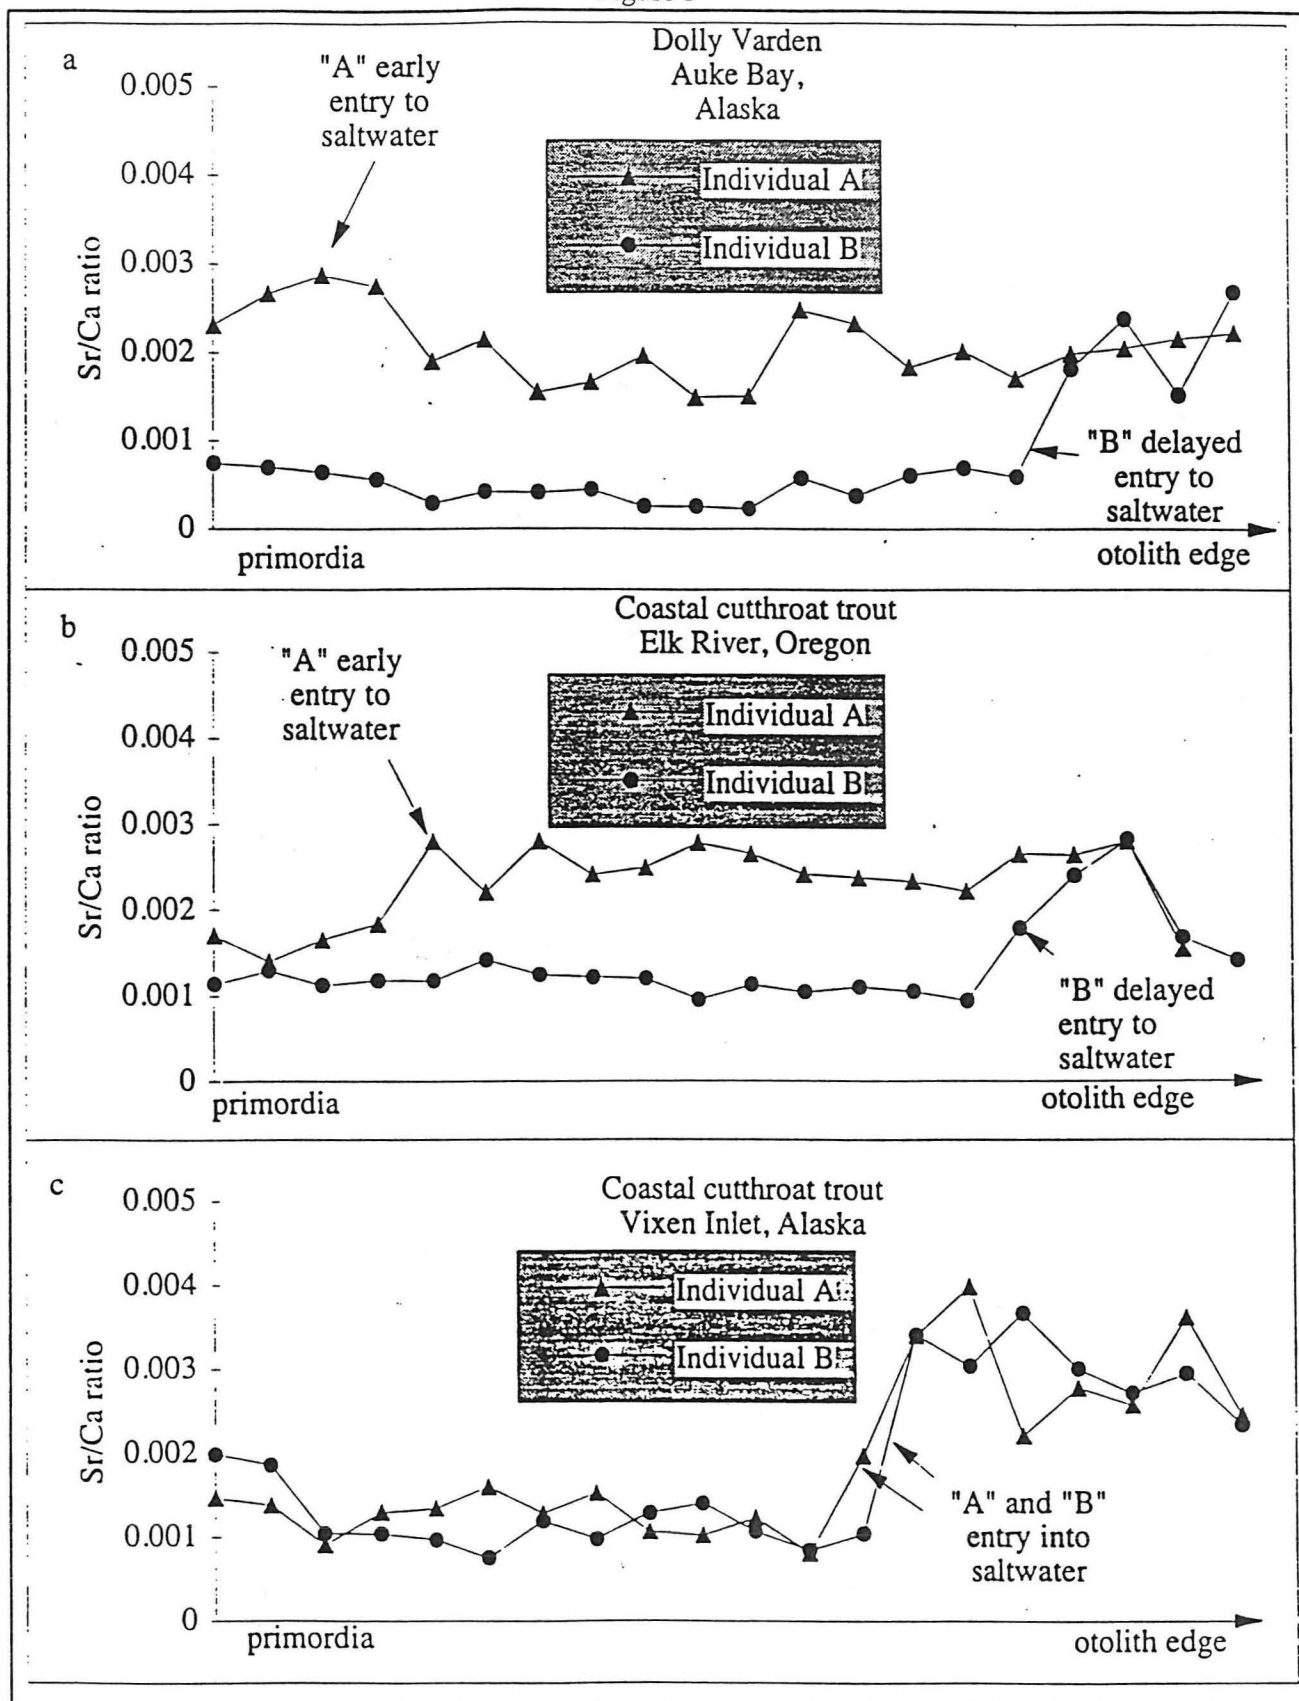 a
Dolly Varden
Auke Bay,
Alaska
"A" early
entry to
saltwater
Individual A
Individual B
0.005
0.004
0.003
0.002
0.001
0
Sr/Ca ratio
"B" delayed
entry to
saltwater
primordia
otolith edge
b
Coastal cutthroat trout
Elk River, Oregon
"A" early
entry to
saltwater
Individual A
Individual B
0.005
0.004
0.003
0.002
0.001
0
Sr/Ca ratio
"B" delayed
entry to
saltwater
primordia
otolith edge
c
Coastal cutthroat trout
Vixen Inlet, Alaska
Individual A
Individual B
0.005
0.004
0.003
0.002
0.001
0
Sr/Ca ratio
"A" and "B"
entry into
saltwater
primordia
otolith edge